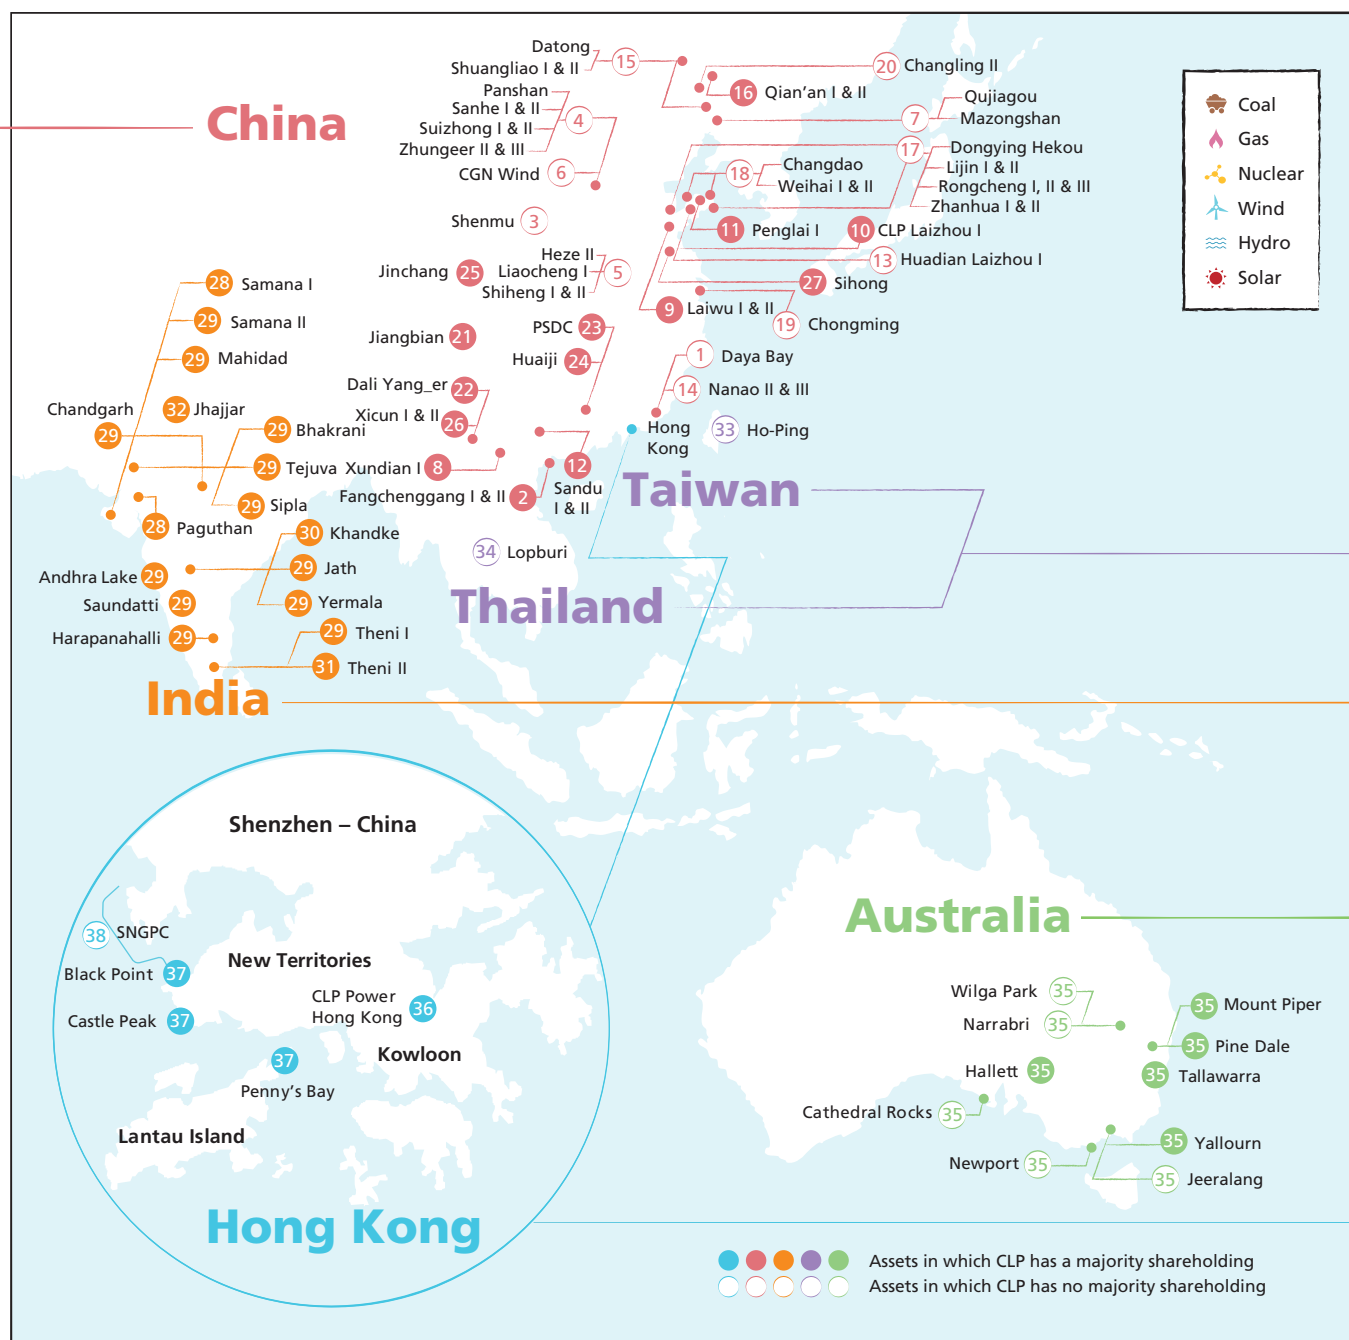 Datong
Shuangliao I & II
15
Panshan
Sanhe I & II
Suizhong I & II
Zhungeer II & III
4
CGN Wind
6
China
20
Changling II
16
Qian’an I & II
7
Qujiagou
Mazongshan
17
Dongying Hekou
Lijin I & II
Rongcheng I, II & III
Zhanhua I & II
18
Changdao
Weihai I & II
Coal
Gas
Nuclear
Wind
Hydro
Solar
Shenmu
3
11
Penglai I
10
CLP Laizhou I
13
Huadian Laizhou I
Jinchang
25
Heze II
Liaocheng I
Shiheng I & II
5
27
Sihong
9
Laiwu I & II
19
Chongming
28
Samana I
29
Samana II
29
Mahidad
Jiangbian
21
PSDC
23
Huaiji
24
1
Daya Bay
14
Nanao II & III
Dali Yang_er
22
Xicun I & II
26
Chandgarh
29
32
Jhajjar
29
Bhakrani
29
Tejuva
Xundian I
8
Hong
Kong
33
Ho-Ping
12
Sandu
I & II
Fangchenggang I & II
2
Taiwan
29
Sipla
28
Paguthan
30
Khandke
34
Lopburi
Andhra Lake
29
29
Jath
Saundatti
29
29
Yermala
Thailand
Harapanahalli
29
29
Theni I
31
Theni II
India
Shenzhen – China
38
SNGPC
Black Point
37
New Territories
CLP Power
Hong Kong
36
Castle Peak
37
Kowloon
37
Penny’s Bay
Lantau Island
Hong Kong
Australia
Wilga Park
35
Narrabri
35
35
Mount Piper
35
Pine Dale
Hallett
35
35
Tallawarra
Cathedral Rocks
35
35
Yallourn
Newport
35
35
Jeeralang
Assets in which CLP has a majority shareholding
Assets in which CLP has no majority shareholding